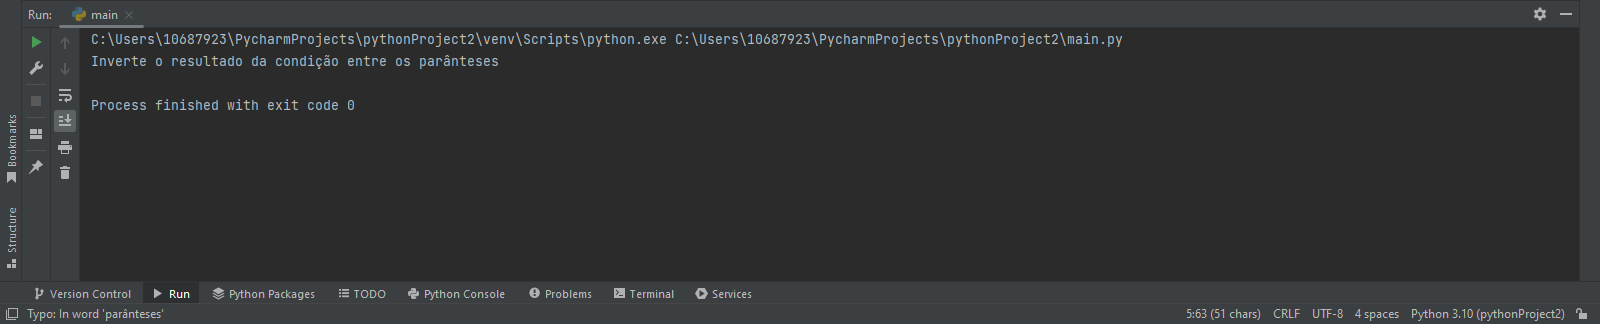 Run: main
C:\Users\10687923\PycharmProjects\pythonProject2\venv\Scripts\python.exe C:\Users\10687923\PycharmProjects\pythonProject2\main.py
Inverte o resultado da condição entre os parânteses
Process finished with exit code 0
Bookmarks
Structure
Version Control Run Python Packages TODO Python Console Problems Terminal Services
Typo: In word 'parânteses' 5:63 (51 chars) CRLF UTF-8 4 spaces Python 3.10 (pythonProject2)